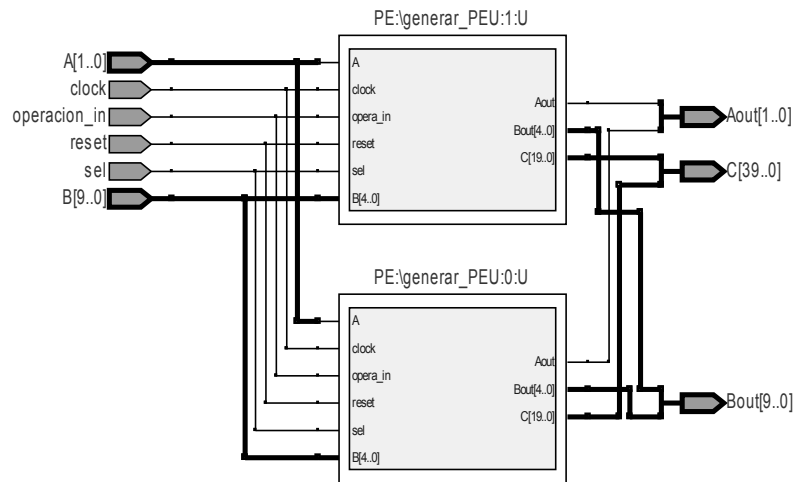 PE:\generar_PEU:1:U
A[1..0]
clock
operacion_in
reset
sel
B[9..0]
A
clock
opera_in
reset
sel
B[4..0]
Aout
Bout[4..0]
C[19..0]
Aout[1..0]
C[39..0]
PE:\generar_PEU:0:U
A
clock
opera_in
reset
sel
B[4..0]
Aout
Bout[4..0]
C[19..0]
Bout[9..0]